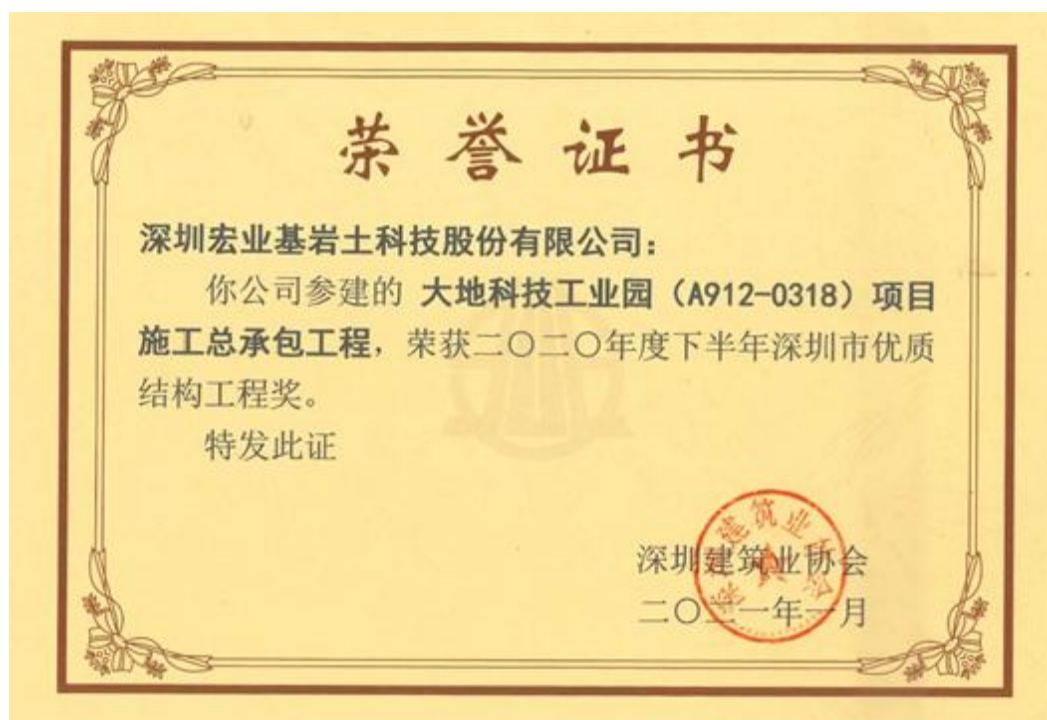 荣誉证书
深圳宏业基岩土科技股份有限公司：
你公司参建的 大地科技工业园（A912-0318）项目
施工总承包工程，荣获二〇二〇年度下半年深圳市优质
结构工程奖。
特发此证
深圳建筑业协会
二〇二一年一月